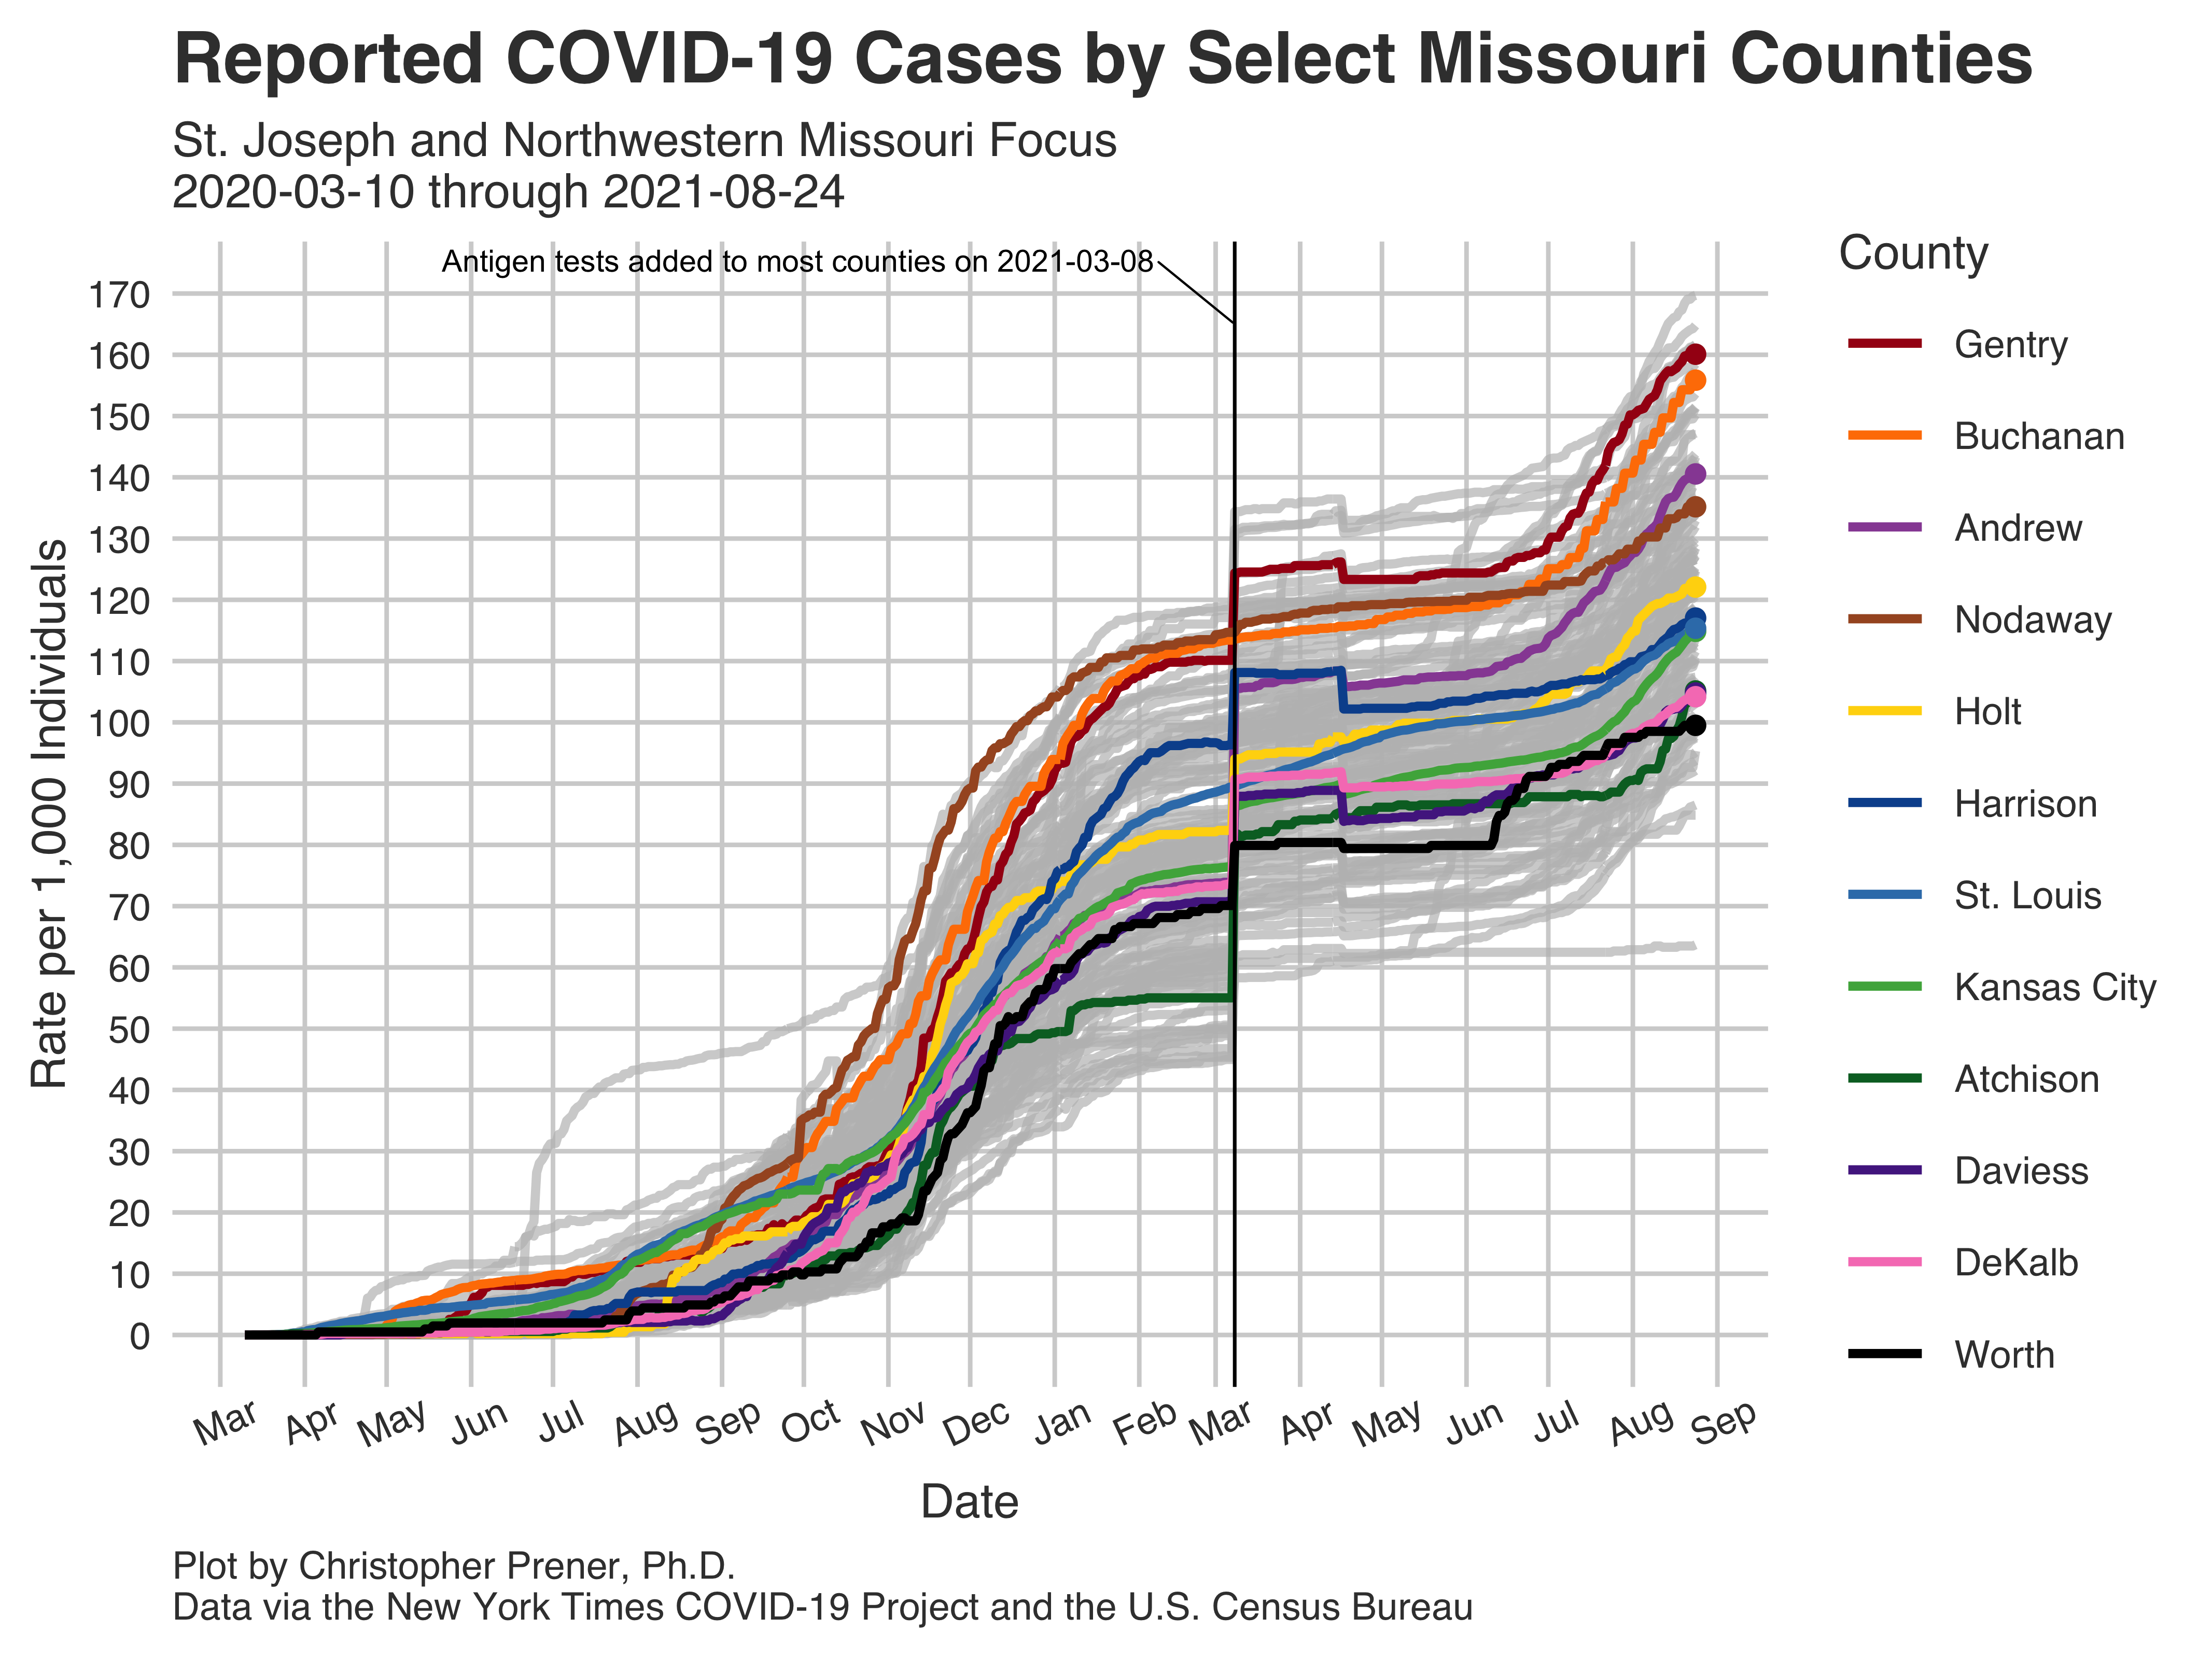 Reported COVID-19 Cases by Select Missouri Counties
St. Joseph and Northwestern Missouri Focus
2020-03-10 through 2021-08-24
Antigen tests added to most counties on 2021-03-08
County
Gentry
Buchanan
Andrew
Nodaway
Holt
Harrison
St. Louis
Kansas City
Atchison
Daviess
DeKalb
Worth
Rate per 1,000 Individuals
170
160
150
140
130
120
110
100
90
80
70
60
50
40
30
20
10
0
Mar Apr May Jun Jul Aug Sep Oct Nov Dec Jan Feb Mar Apr May Jun Jul Aug Sep
Date
Plot by Christopher Prener, Ph.D.
Data via the New York Times COVID-19 Project and the U.S. Census Bureau